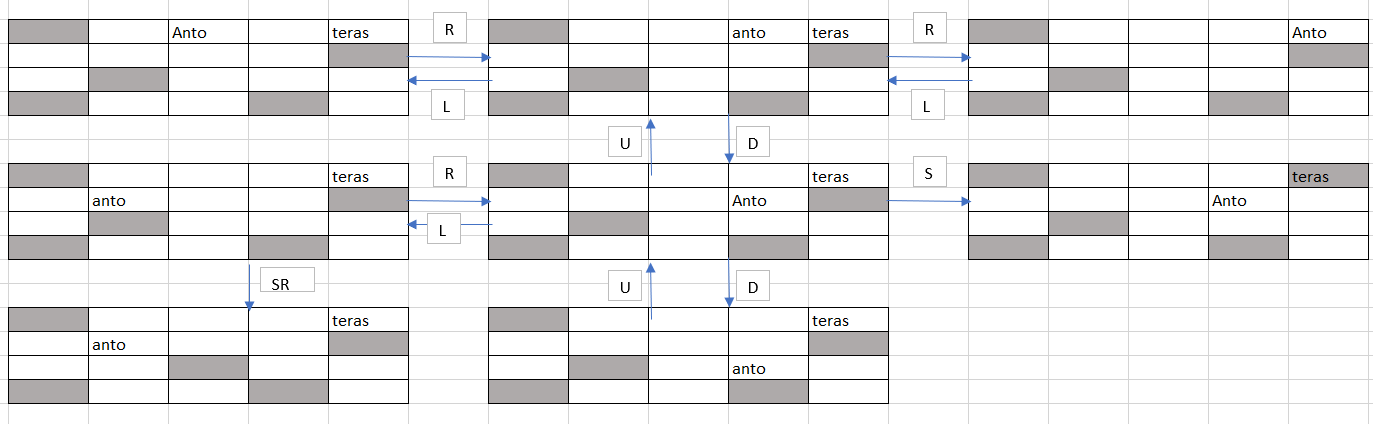 Anto teras R anto teras R Anto
L L
U D
teras R teras S teras
anto Anto Anto
L
SR U D
teras teras
anto
anto